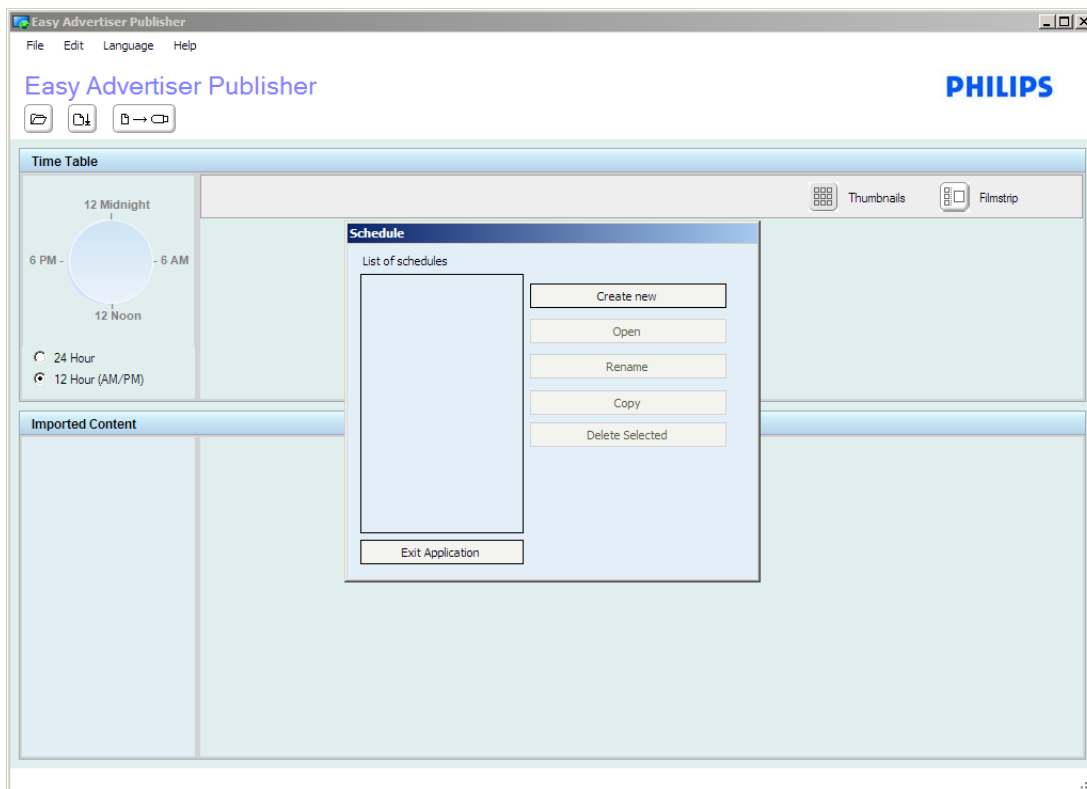 Easy Advertiser Publisher
File Edit Language Help
Easy Advertiser Publisher
PHILIPS
Time Table
12 Midnight
6 PM -
- 6 AM
12 Noon
24 Hour
12 Hour (AM/PM)
Thumbnails
Filmstrip
Schedule
List of schedules
Create new
Open
Rename
Copy
Delete Selected
Exit Application
Imported Content